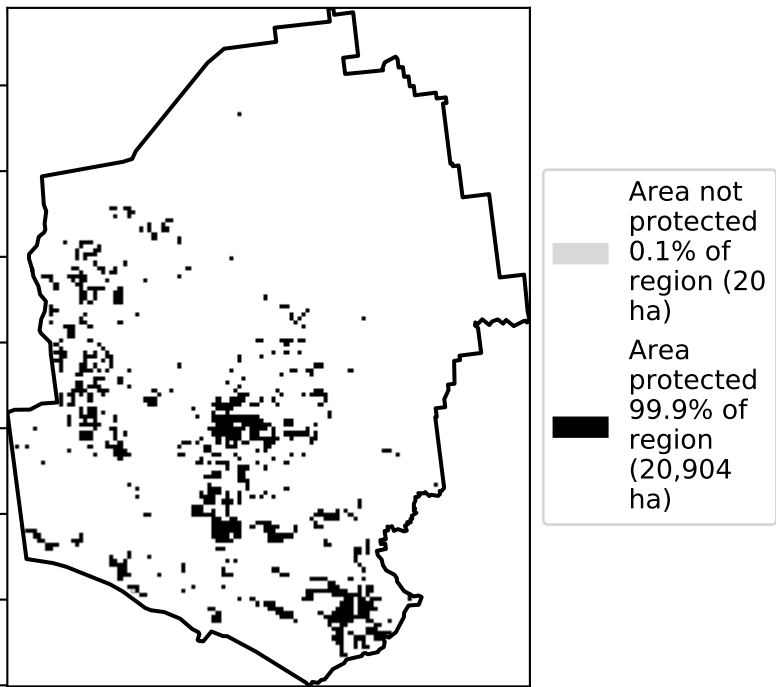 Area not
protected
0.1% of
region (20
ha)
Area
protected
99.9% of
region
(20,904
ha)